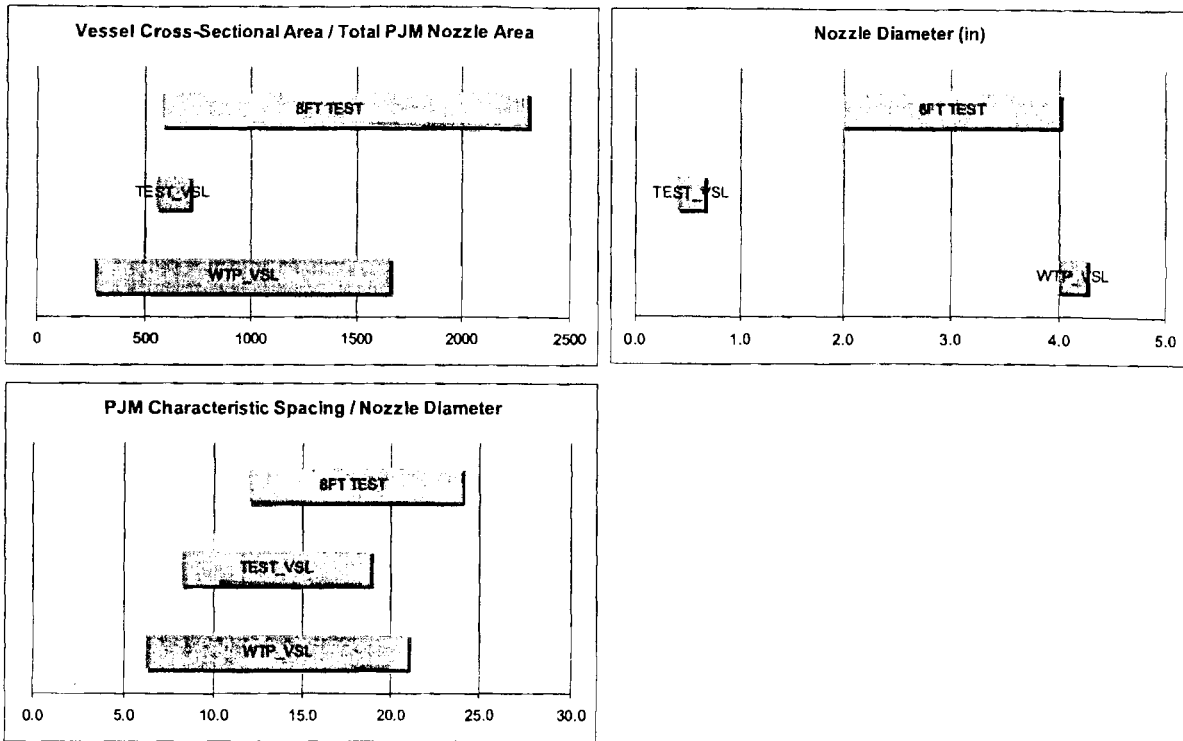 Vessel Cross-Sectional Area / Total PJM Nozzle Area
8FT TEST
TEST_VSL
WTP_VSL
0 500 1000 1500 2000 2500
Nozzle Diameter (in)
8FT TEST
TEST_VSL
WTP_VSL
0.0 1.0 2.0 3.0 4.0 5.0
PJM Characteristic Spacing / Nozzle Diameter
8FT TEST
TEST_VSL
WTP_VSL
0.0 5.0 10.0 15.0 20.0 25.0 30.0